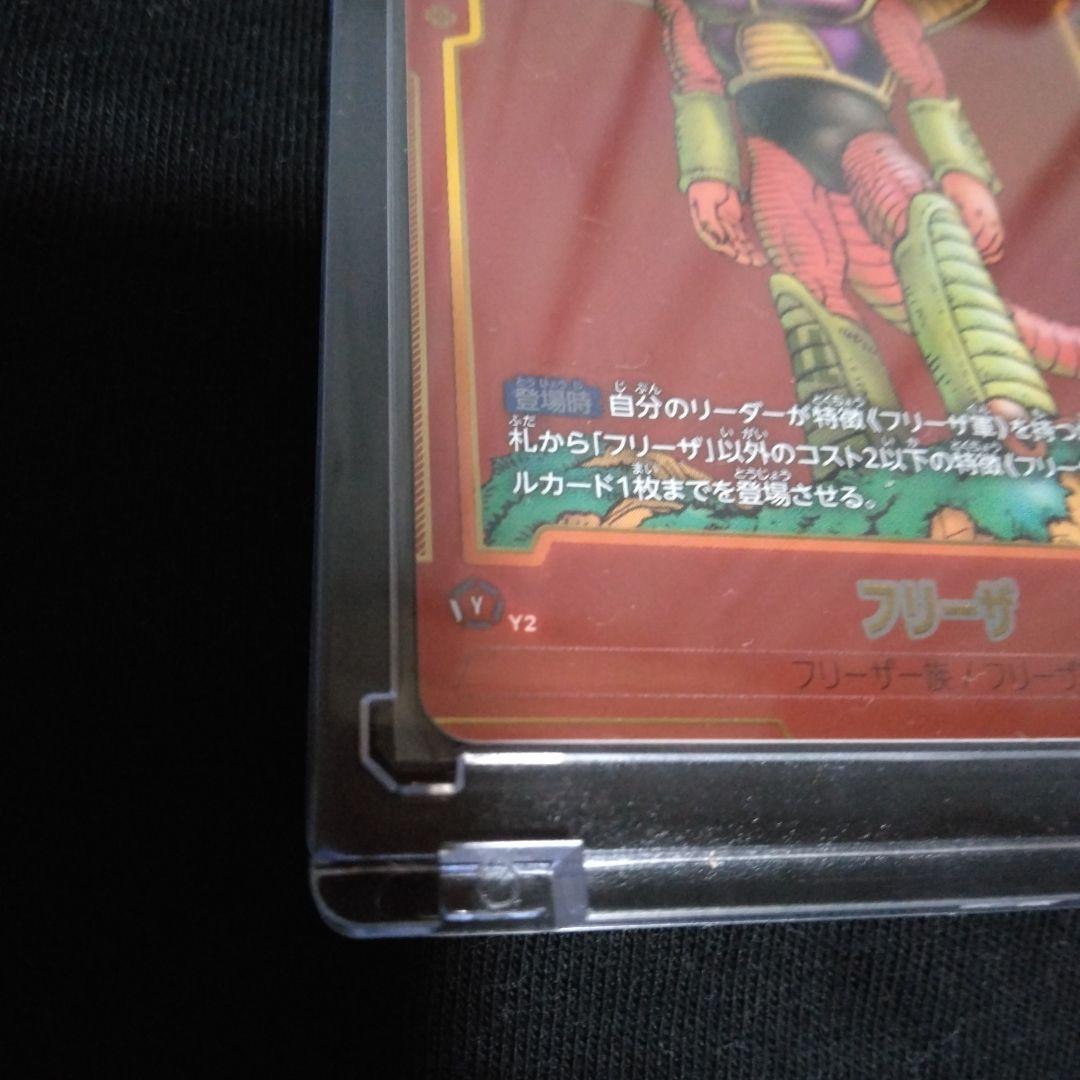 登場時 自分のリーダーが特徴《フリーザ軍》を持つ
札から「フリーザ」以外のコスト2以下の特徴《フリー
ルカード1枚までを登場させる。
Y Y2
フリーザ
フリーザー族 / フリーザ